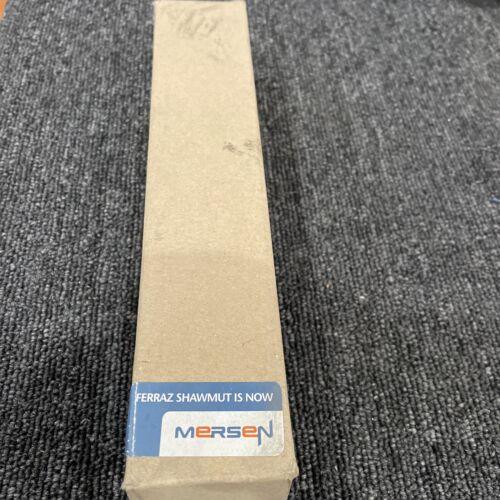 FERRAZ SHAWMUT IS NOW
MERSEN